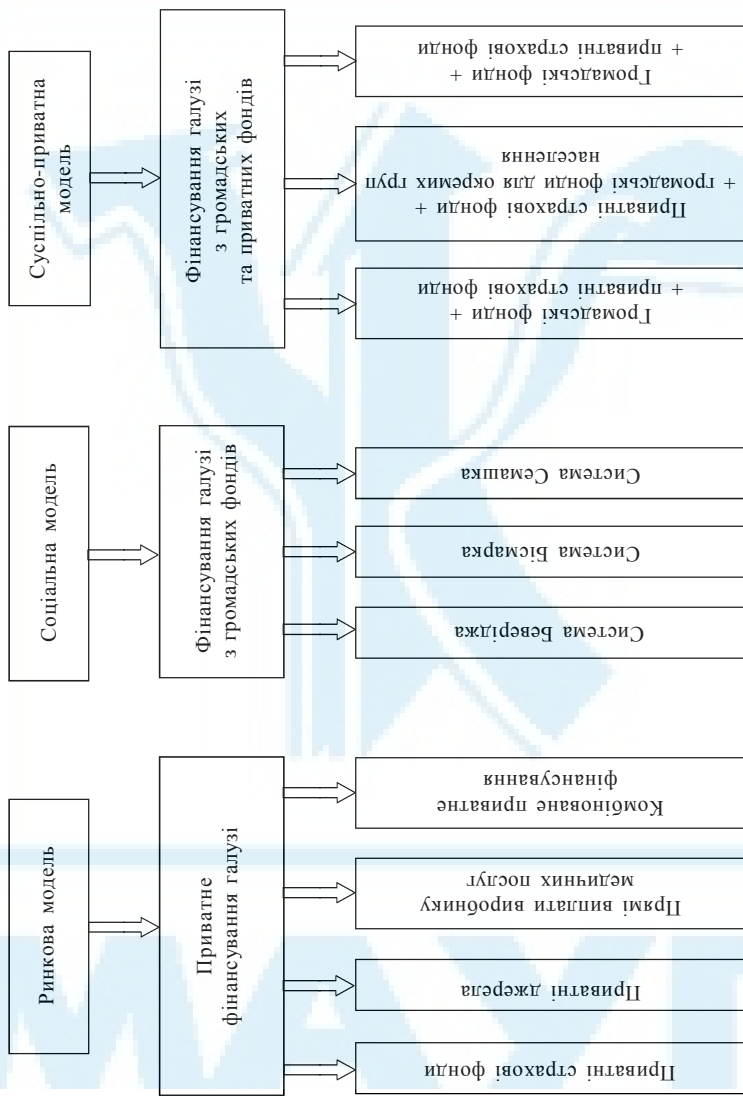 Ринкова модель
Приватне
фінансування галузі
Приватні страхові фонди
Приватні джерела
Прямі виплати виробнику
медичних послуг
Комбіноване приватне
фінансування
Соціальна модель
Фінансування галузі
з громадських фондів
Система Беверіджа
Система Бісмарка
Система Семашка
Суспільно-приватна
модель
Фінансування галузі
з громадських
та приватних фондів
Громадські фонди +
+ приватні страхові фонди
Приватні страхові фонди +
+ громадські фонди для окремих груп
населення
Громадські фонди +
+ приватні страхові фонди
МАУП